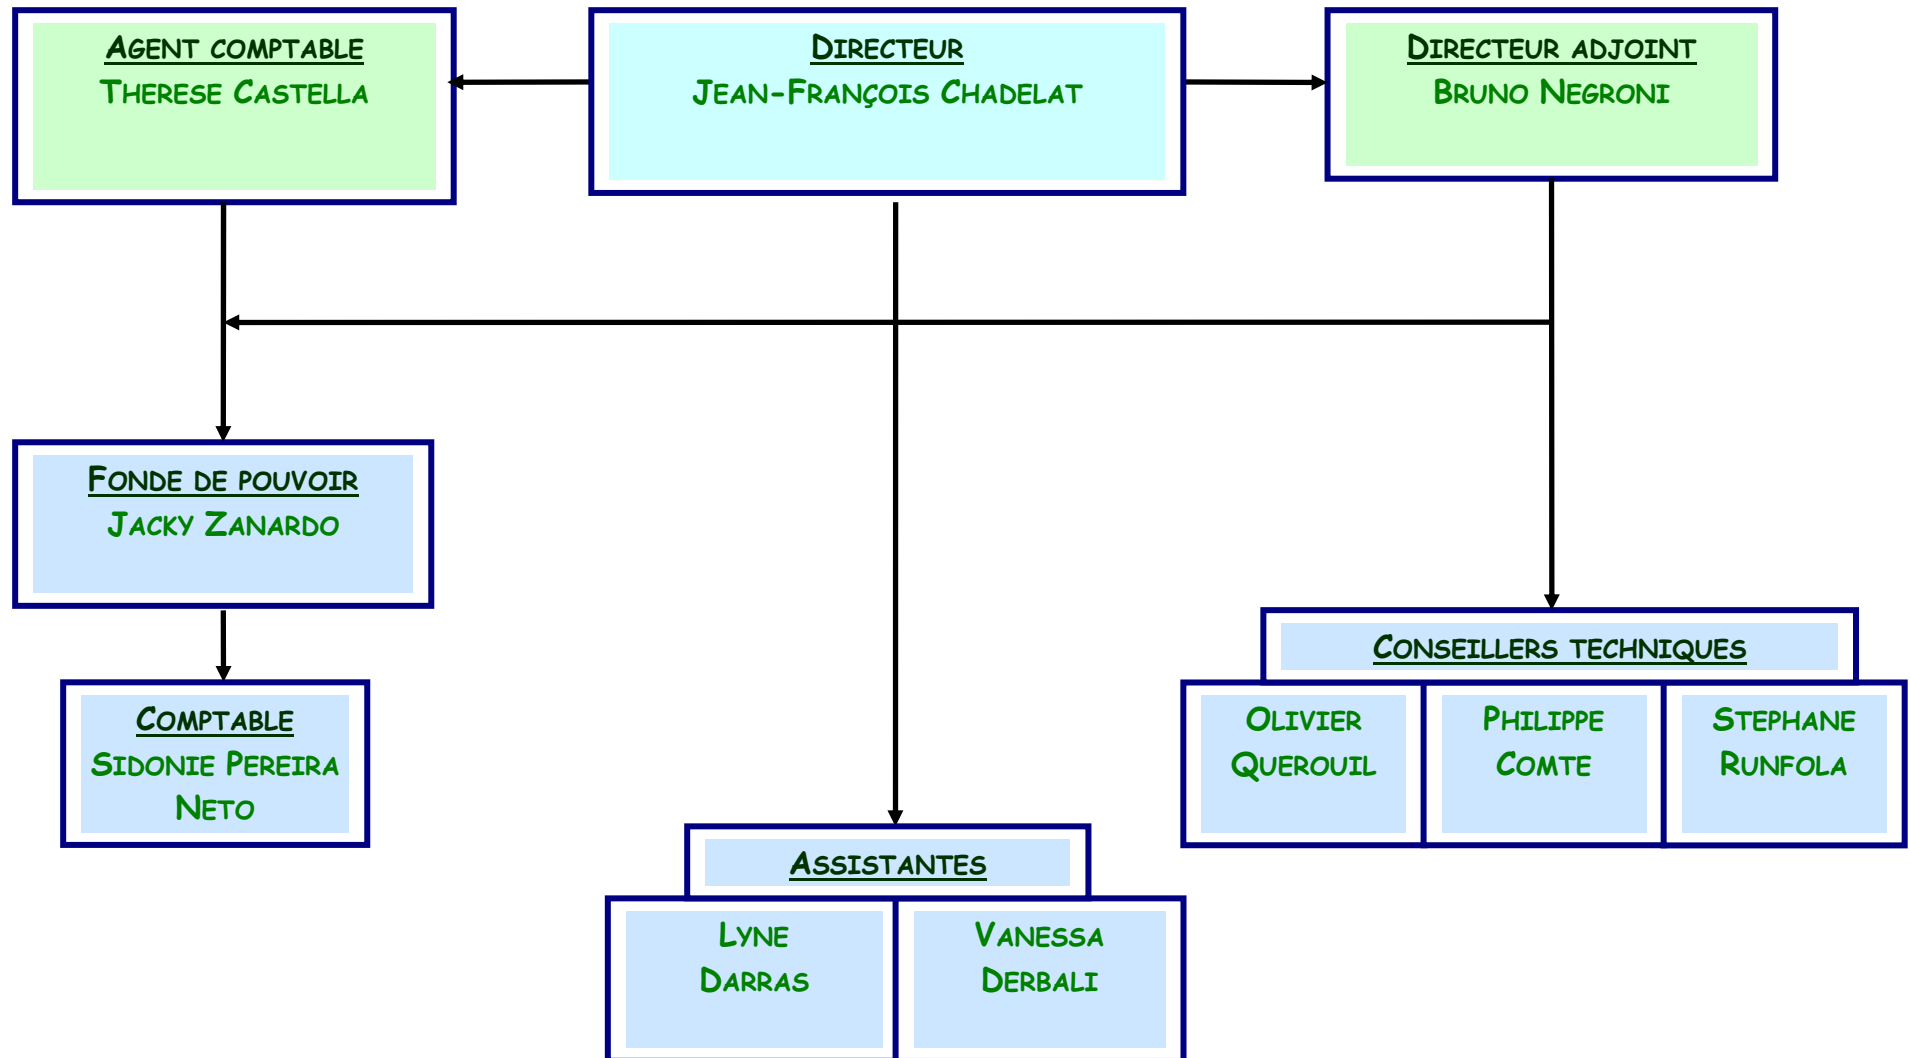 AGENT COMPTABLE
THERESE CASTELLA
DIRECTEUR
JEAN-FRANÇOIS CHADELAT
DIRECTEUR ADJOINT
BRUNO NEGRONI
FONDE DE POUVOIR
JACKY ZANARDO
CONSEILLERS TECHNIQUES
COMPTABLE
SIDONIE PEREIRA
NETO
OLIVIER
QUEROUIL
PHILIPPE
COMTE
STEPHANE
RUNFOLA
ASSISTANTES
LYNE
DARRAS
VANESSA
DERBALI